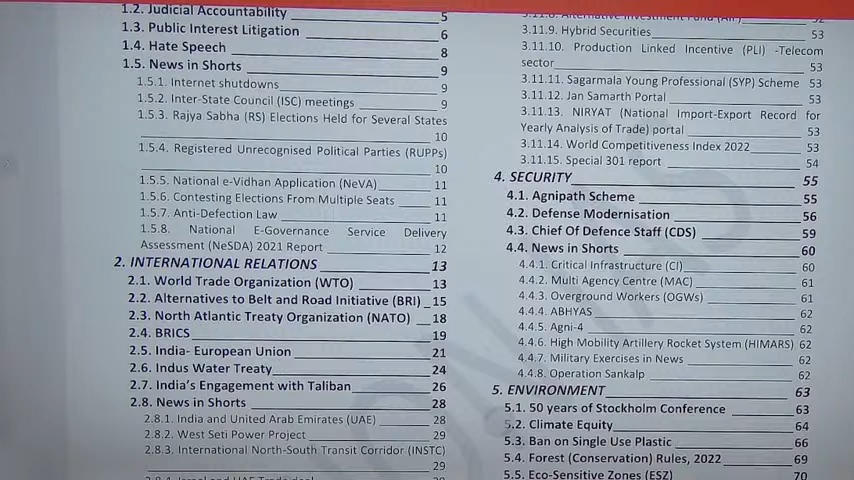 1.2. Judicial Accountability 5
1.3. Public Interest Litigation 6
1.4. Hate Speech 8
1.5. News in Shorts 9
1.5.1. Internet shutdowns 9
1.5.2. Inter-State Council (ISC) meetings 9
1.5.3. Rajya Sabha (RS) Elections Held for Several States
10
1.5.4. Registered Unrecognised Political Parties (RUPPs)
10
1.5.5. National e-Vidhan Application (NeVA) 11
1.5.6. Contesting Elections From Multiple Seats 11
1.5.7. Anti-Defection Law 11
1.5.8. National E-Governance Service Delivery
Assessment (NeSDA) 2021 Report 12
2. INTERNATIONAL RELATIONS 13
2.1. World Trade Organization (WTO) 13
2.2. Alternatives to Belt and Road Initiative (BRI) 15
2.3. North Atlantic Treaty Organization (NATO) 18
2.4. BRICS 19
2.5. India- European Union 21
2.6. Indus Water Treaty 24
2.7. India's Engagement with Taliban 26
2.8. News in Shorts 28
2.8.1. India and United Arab Emirates (UAE) 28
2.8.2. West Seti Power Project 29
2.8.3. International North-South Transit Corridor (INSTC)
29
2.8.4. Israel and UAE Trade deal
3.11.8. Alternative Investment Fund (AIF) 52
3.11.9. Hybrid Securities 53
3.11.10. Production Linked Incentive (PLI) -Telecom
sector 53
3.11.11. Sagarmala Young Professional (SYP) Scheme 53
3.11.12. Jan Samarth Portal 53
3.11.13. NIRYAT (National Import-Export Record for
Yearly Analysis of Trade) portal 53
3.11.14. World Competitiveness Index 2022 53
3.11.15. Special 301 report 54
4. SECURITY 55
4.1. Agnipath Scheme 55
4.2. Defense Modernisation 56
4.3. Chief Of Defence Staff (CDS) 59
4.4. News in Shorts 60
4.4.1. Critical Infrastructure (CI) 60
4.4.2. Multi Agency Centre (MAC) 61
4.4.3. Overground Workers (OGWs) 61
4.4.4. ABHYAS 62
4.4.5. Agni-4 62
4.4.6. High Mobility Artillery Rocket System (HIMARS) 62
4.4.7. Military Exercises in News 62
4.4.8. Operation Sankalp 62
5. ENVIRONMENT 63
5.1. 50 years of Stockholm Conference 63
5.2. Climate Equity 64
5.3. Ban on Single Use Plastic 66
5.4. Forest (Conservation) Rules, 2022 69
5.5. Eco-Sensitive Zones (ESZ) 70